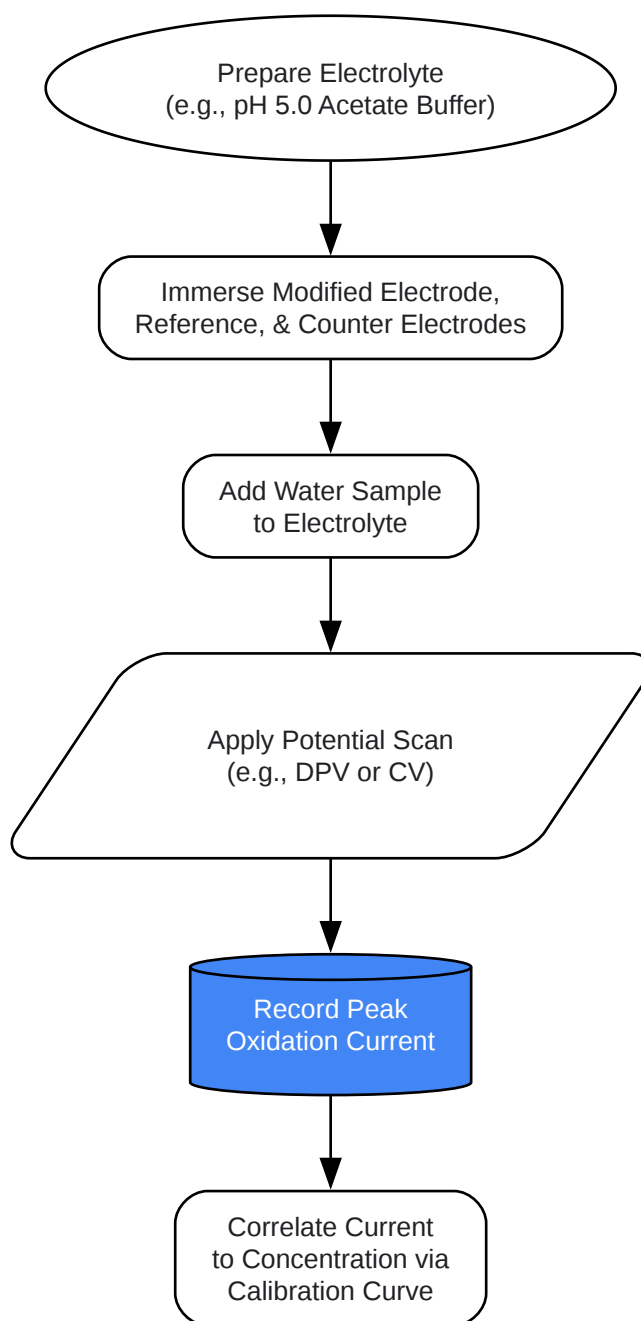 Prepare Electrolyte
(e.g., pH 5.0 Acetate Buffer)
Immerse Modified Electrode,
Reference, & Counter Electrodes
Add Water Sample
to Electrolyte
Apply Potential Scan
(e.g., DPV or CV)
Record Peak
Oxidation Current
Correlate Current
to Concentration via
Calibration Curve